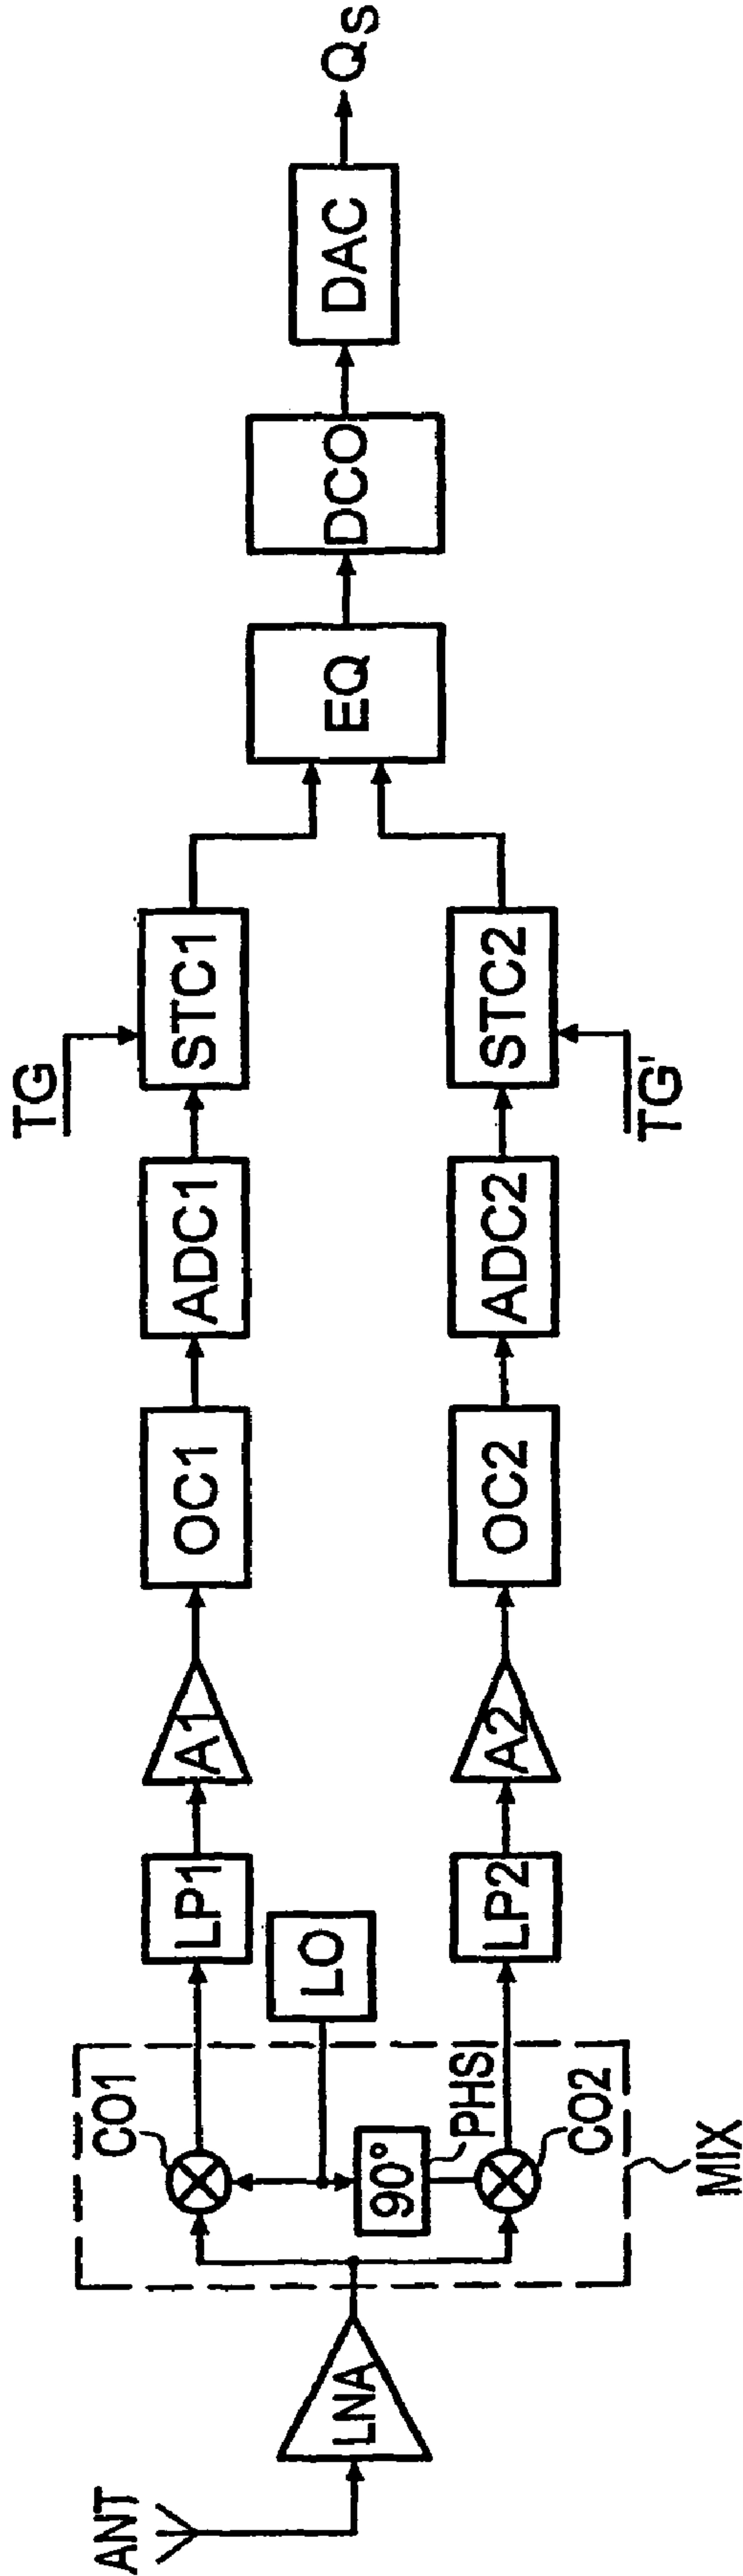 ANT
LNA
MIX
CO1
CO2
90°
PHS
LO
LP1
LP2
A1
A2
OC1
OC2
ADC1
ADC2
TG
STC1
STC2
TG'
EQ
DCO
DAC
QS